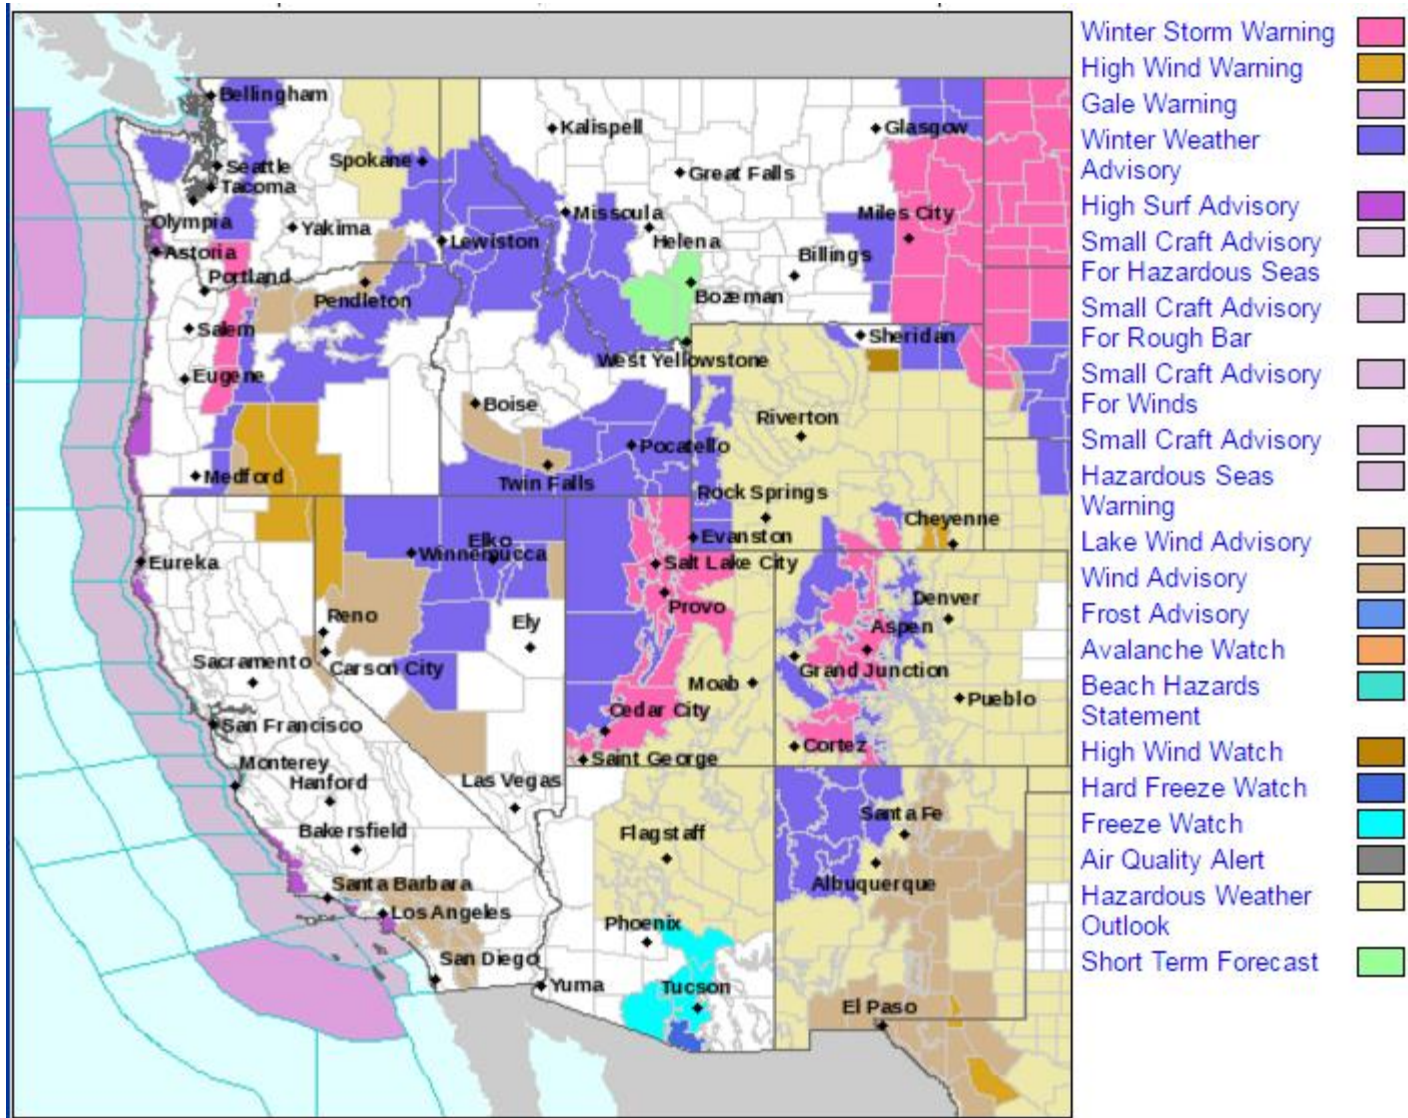 Bellingham
Kalispell
Glasgow
Spokane
Seattle
Great Falls
Tacoma
Olympia
Yakima
Missoula
Miles City
Astoria
Lewiston
Helena
Billings
Portland
Pendleton
Bozeman
Salem
Sheridan
West Yellowstone
Eugene
Boise
Riverton
Pocatello
Medford
Twin Falls
Rock Springs
Cheyenne
Elko
Evanston
Winnemucca
Eureka
Salt Lake City
Denver
Provo
Reno
Ely
Aspen
Sacramento
Carson City
Grand Junction
Moab
Pueblo
Cedar City
San Francisco
Cortez
Saint George
Monterey
Hanford
Las Vegas
Santa Fe
Bakersfield
Flagstaff
Santa Barbara
Albuquerque
Los Angeles
Phoenix
San Diego
Yuma
Tucson
El Paso
Winter Storm Warning
High Wind Warning
Gale Warning
Winter Weather
Advisory
High Surf Advisory
Small Craft Advisory
For Hazardous Seas
Small Craft Advisory
For Rough Bar
Small Craft Advisory
For Winds
Small Craft Advisory
Hazardous Seas
Warning
Lake Wind Advisory
Wind Advisory
Frost Advisory
Avalanche Watch
Beach Hazards
Statement
High Wind Watch
Hard Freeze Watch
Freeze Watch
Air Quality Alert
Hazardous Weather
Outlook
Short Term Forecast